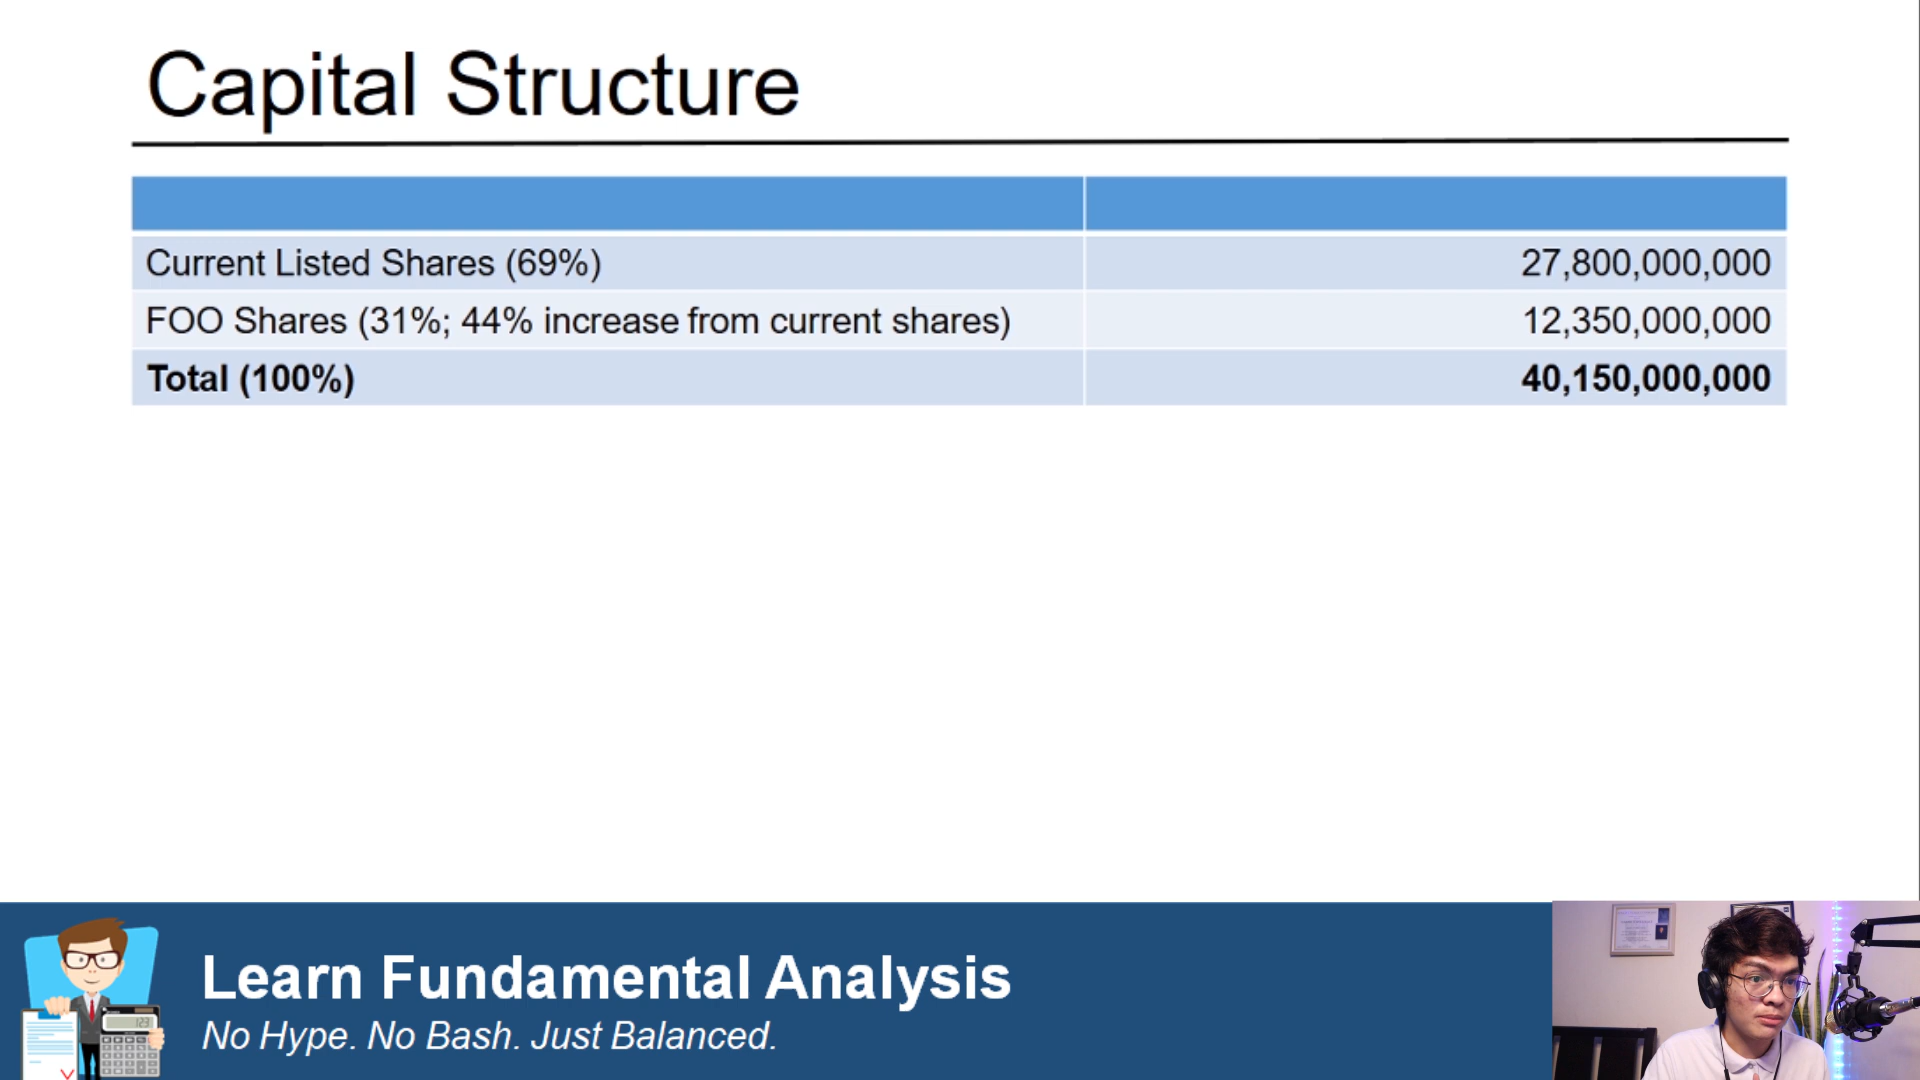 Capital Structure
Current Listed Shares (69%) 27,800,000,000
FOO Shares (31%; 44% increase from current shares) 12,350,000,000
Total (100%) 40,150,000,000
Learn Fundamental Analysis
No Hype. No Bash. Just Balanced.
123